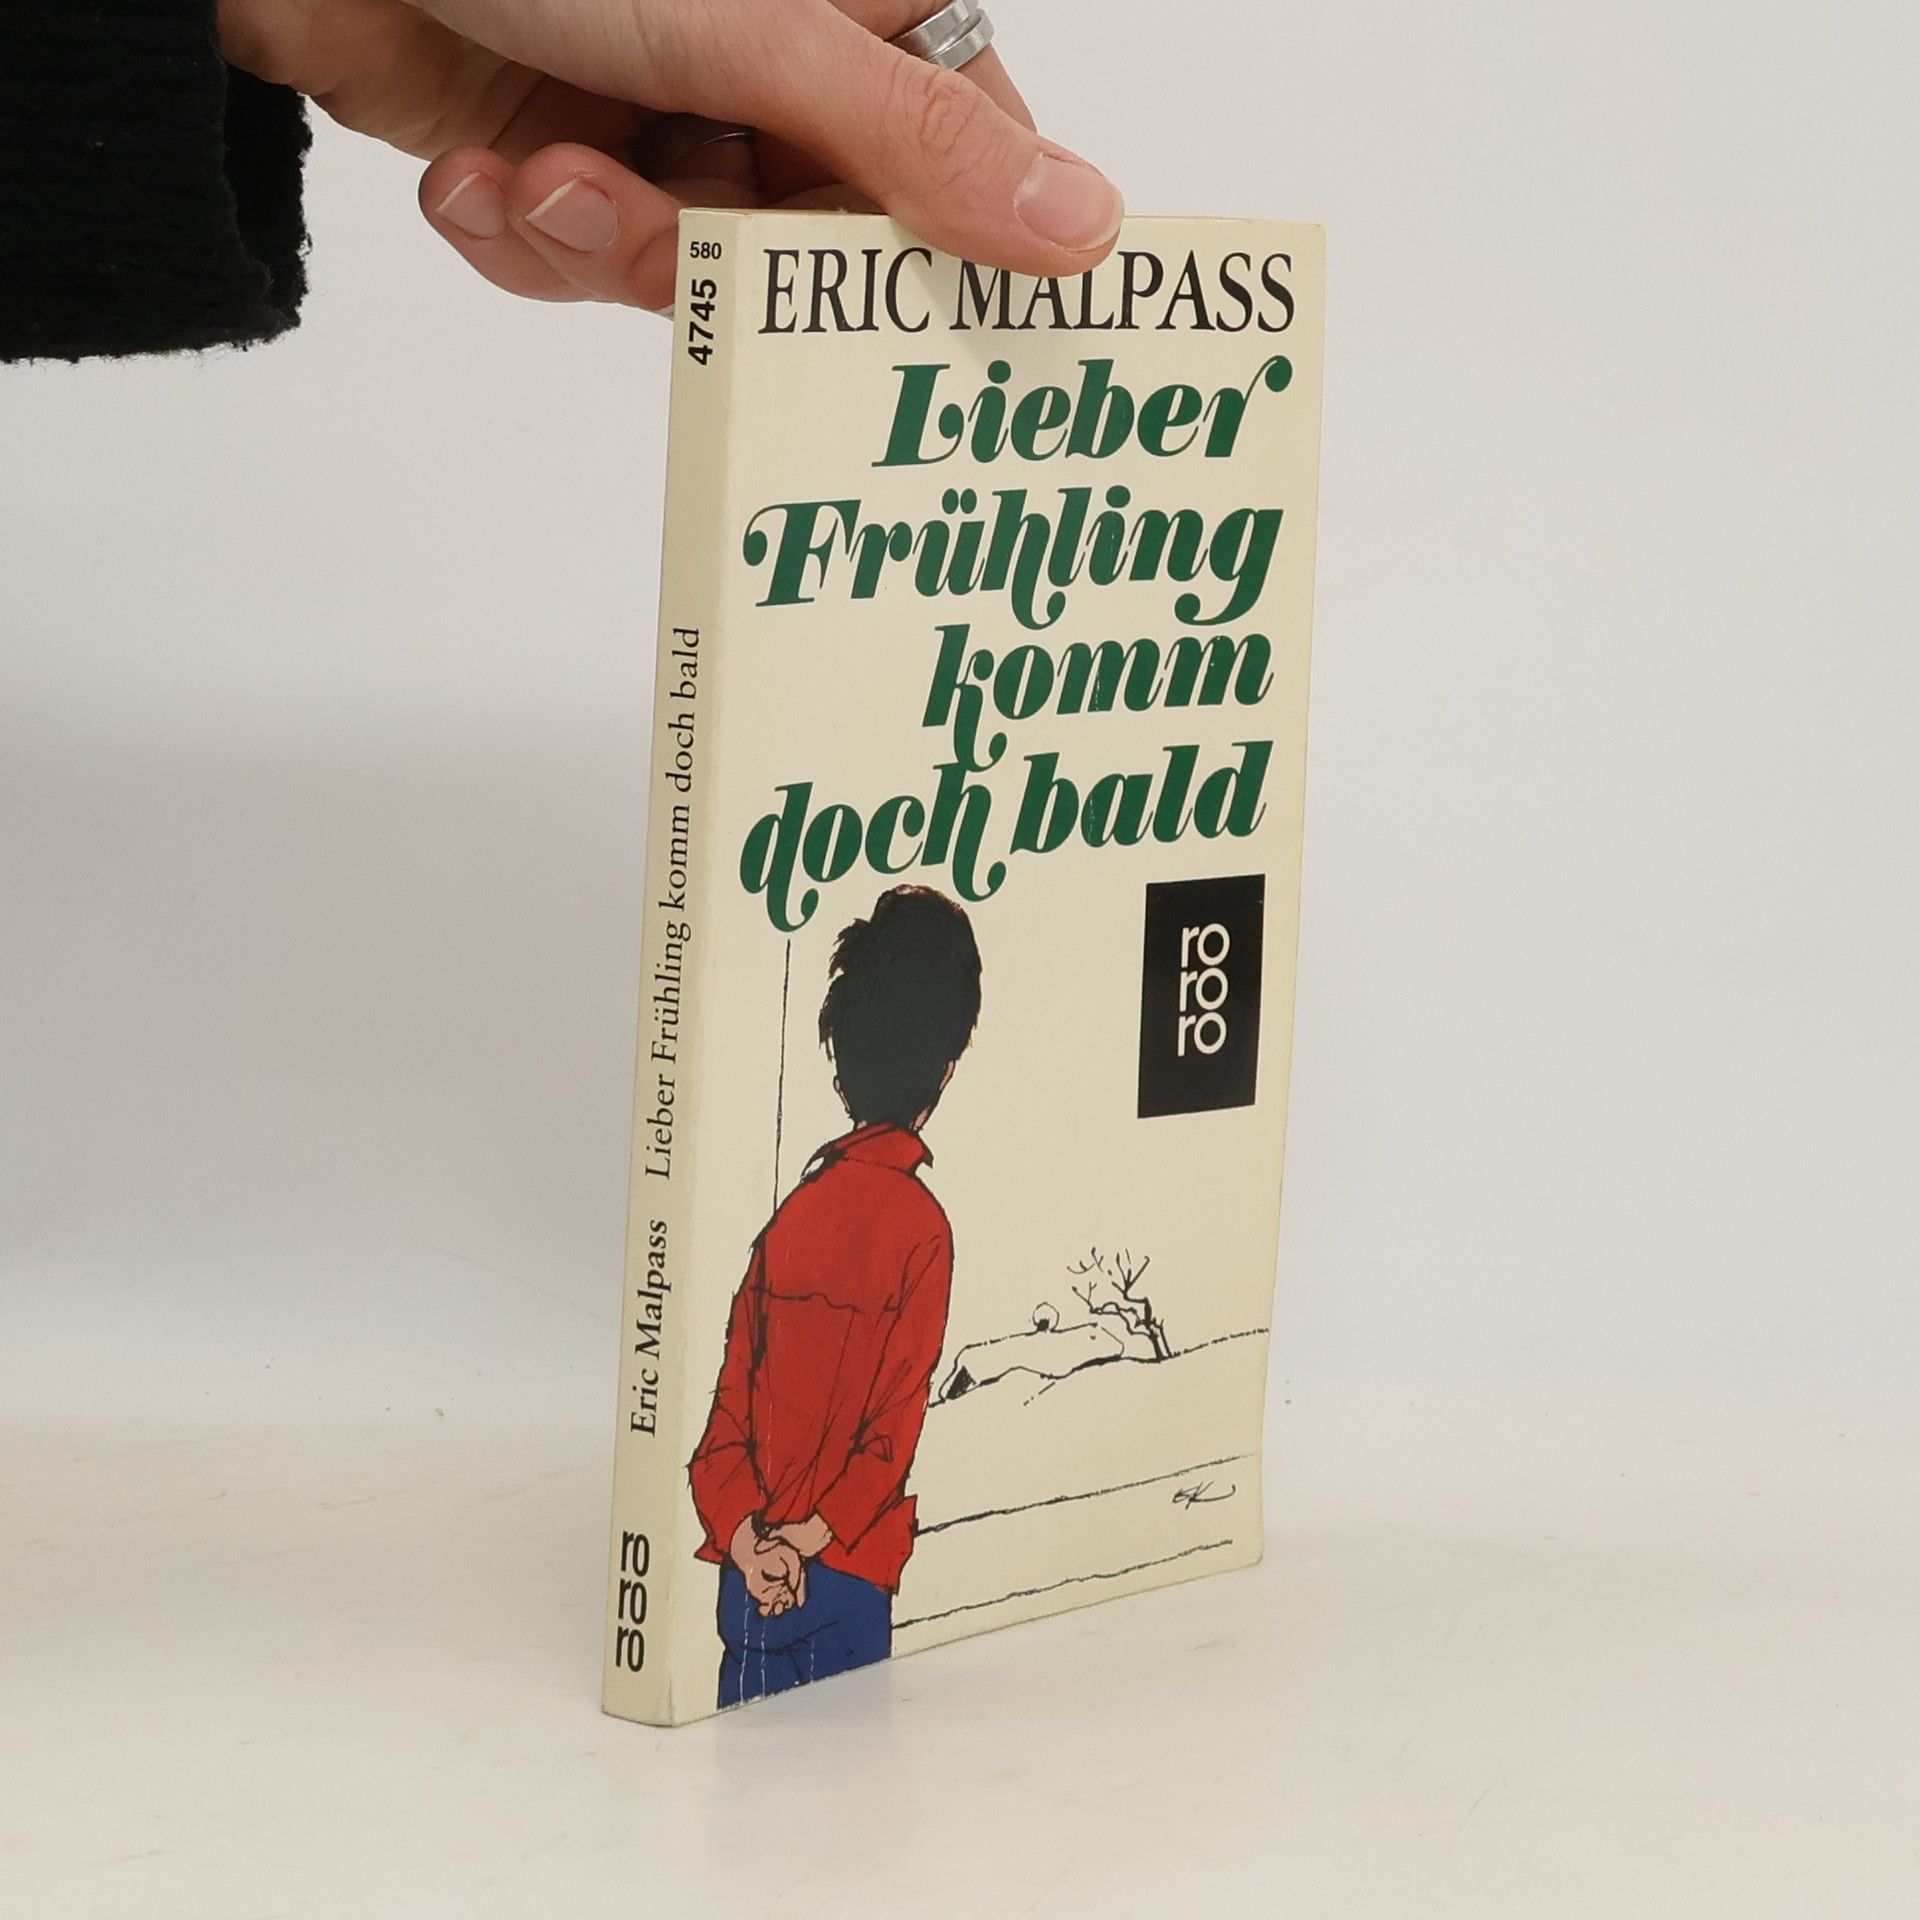 580
4745
Eric Malpass Lieber Frühling komm doch bald
ro
ro
ro
ERIC MALPASS
Lieber
Frühling
komm
doch bald
ro
ro
ro